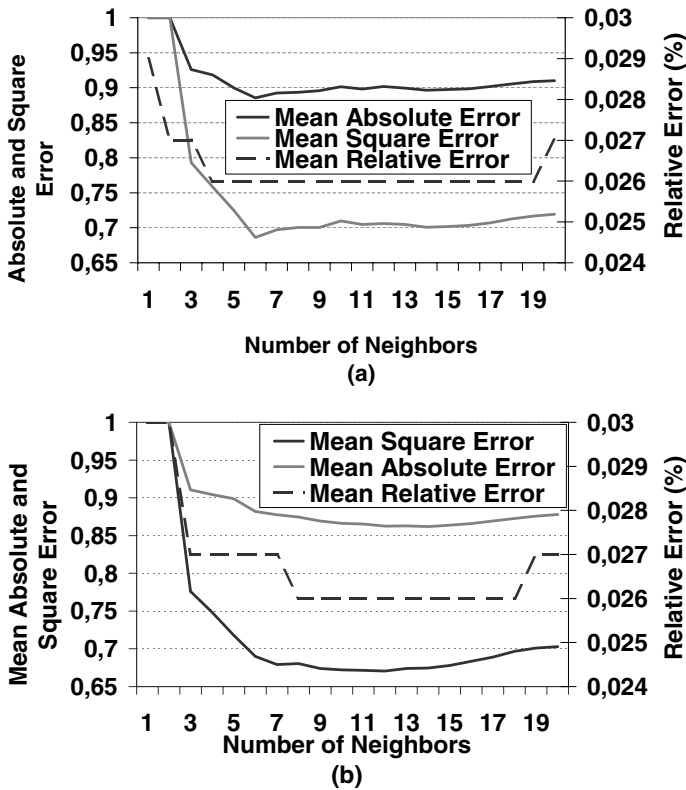 1
0,95
0,9
0,85
0,8
0,75
0,7
0,65
Absolute and Square
Error
Mean Absolute Error
Mean Square Error
Mean Relative Error
0,03
0,029
0,028
0,027
0,026
0,025
0,024
Relative Error (%)
1 3 5 7 9 11 13 15 17 19
Number of Neighbors
(a)
1
0,95
0,9
0,85
0,8
0,75
0,7
0,65
Mean Absolute and
Square Error
Mean Square Error
Mean Absolute Error
Mean Relative Error
0,03
0,029
0,028
0,027
0,026
0,025
0,024
Relative Error (%)
1 3 5 7 9 11 13 15 17 19
Number of Neighbors
(b)